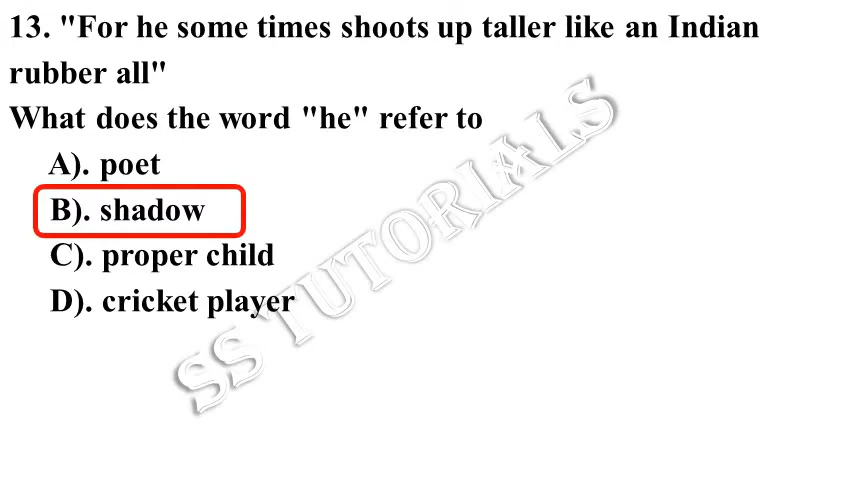 13. "For he some times shoots up taller like an Indian
rubber all"
What does the word "he" refer to
A). poet
B). shadow
C). proper child
D). cricket player
SS TUTORIALS